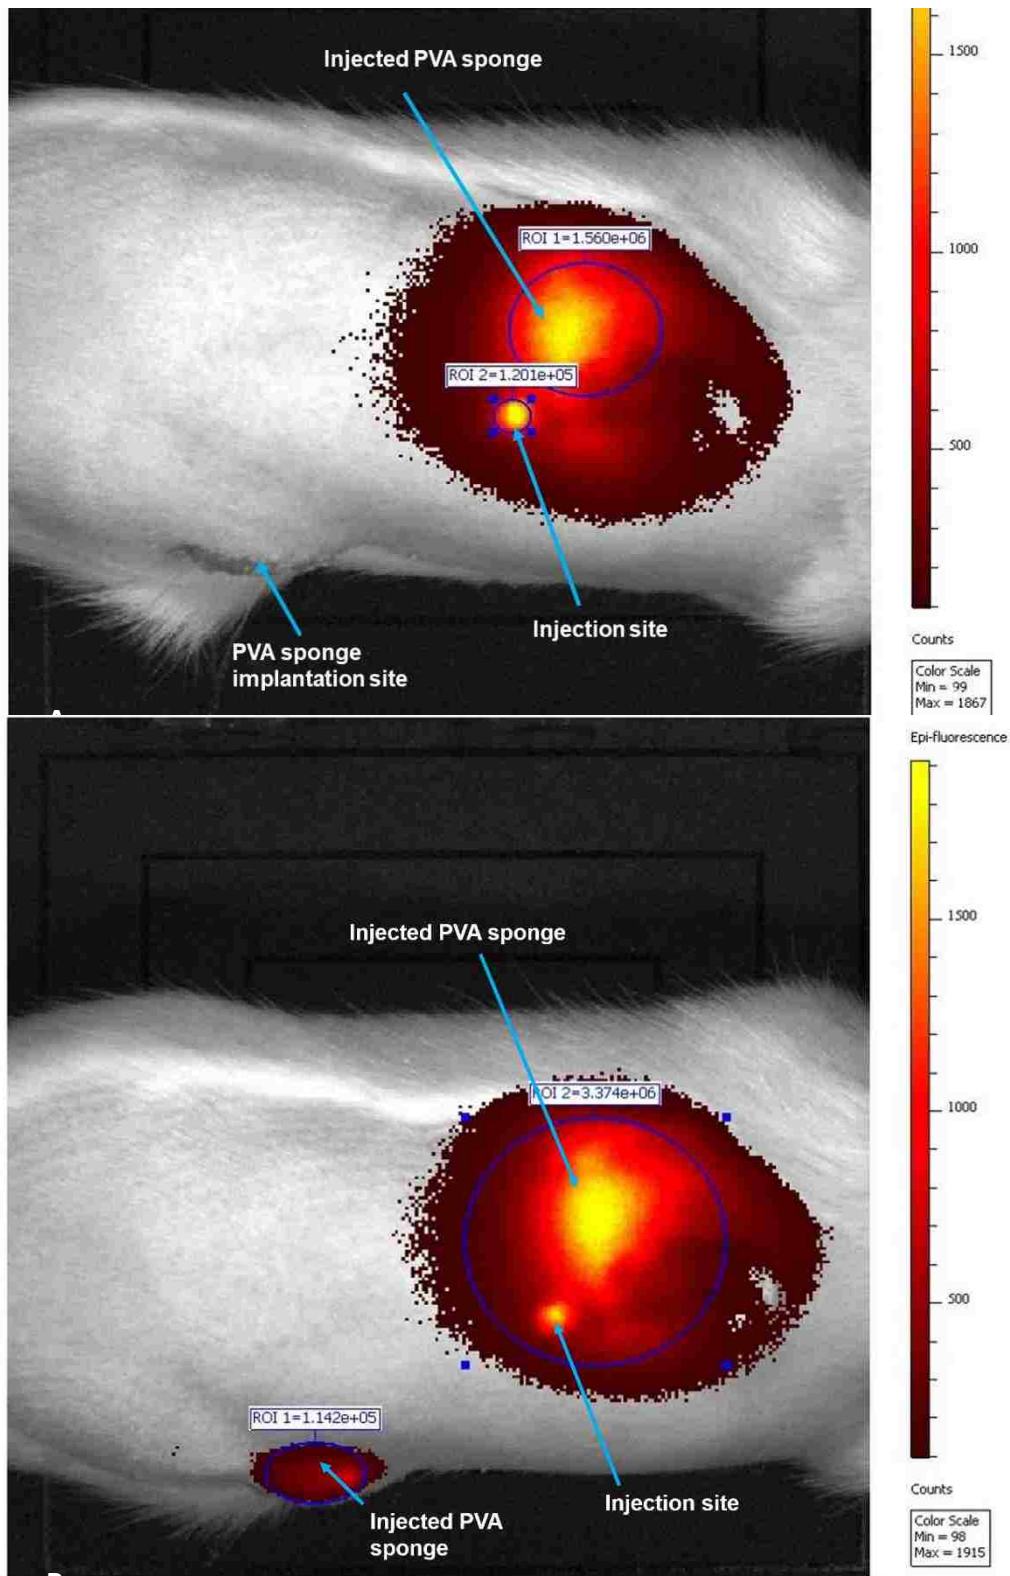 Injected PVA sponge
1500
ROI 1=1.560e+06
1000
ROI 2=1.201e+05
500
Injection site
PVA sponge
implantation site
Counts
Color Scale
Min = 99
Max = 1867
Epi-fluorescence
1500
Injected PVA sponge
ROI 2=3.374e+06
1000
500
ROI 1=1.142e+05
Injection site
Injected PVA
sponge
Counts
Color Scale
Min = 98
Max = 1915